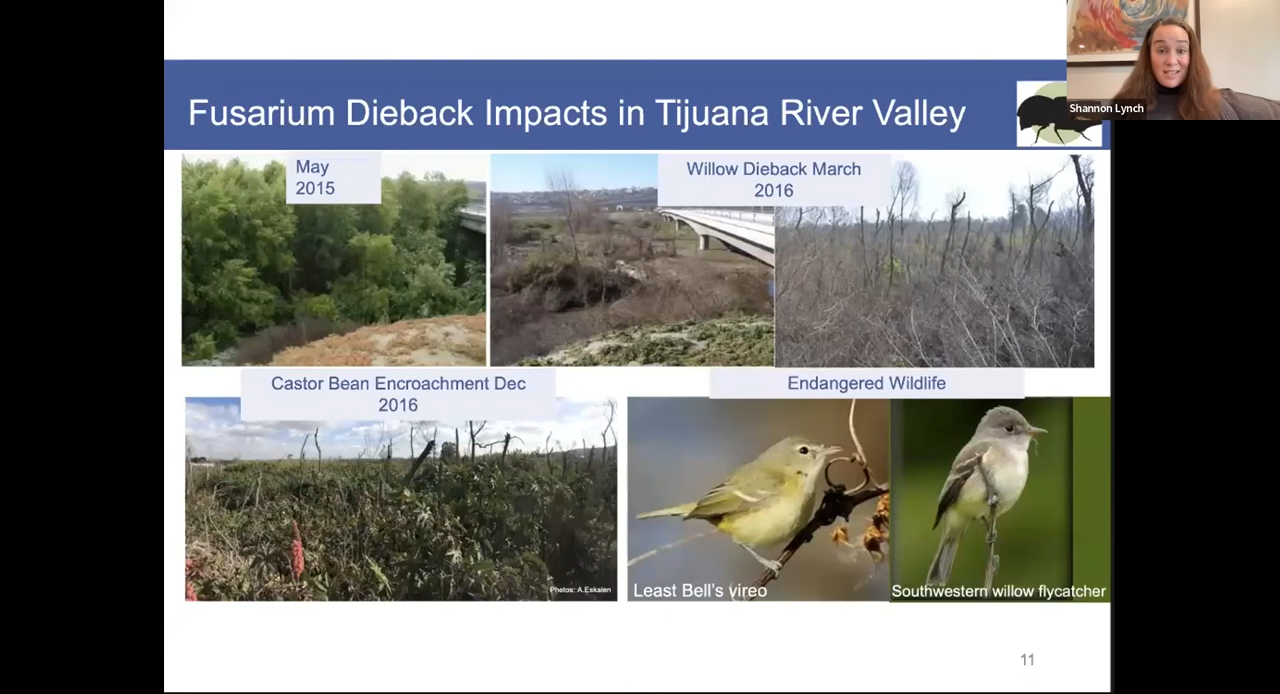 Shannon Lynch
Fusarium Dieback Impacts in Tijuana River Valley
May
2015
Willow Dieback March
2016
Castor Bean Encroachment Dec
2016
Endangered Wildlife
Photos: A.Eskalen
Least Bell's vireo
Southwestern willow flycatcher
11